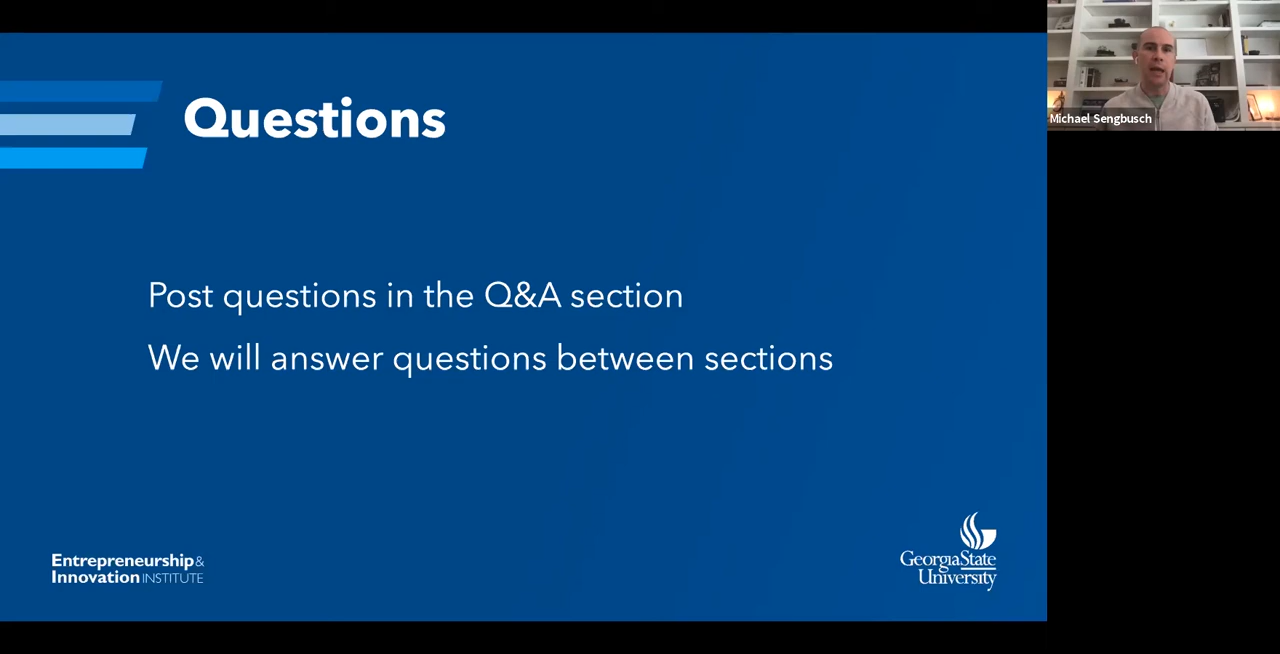 Questions
Post questions in the Q&A section
We will answer questions between sections
Entrepreneurship&
Innovation INSTITUTE
GeorgiaState
University
Michael Sengbusch